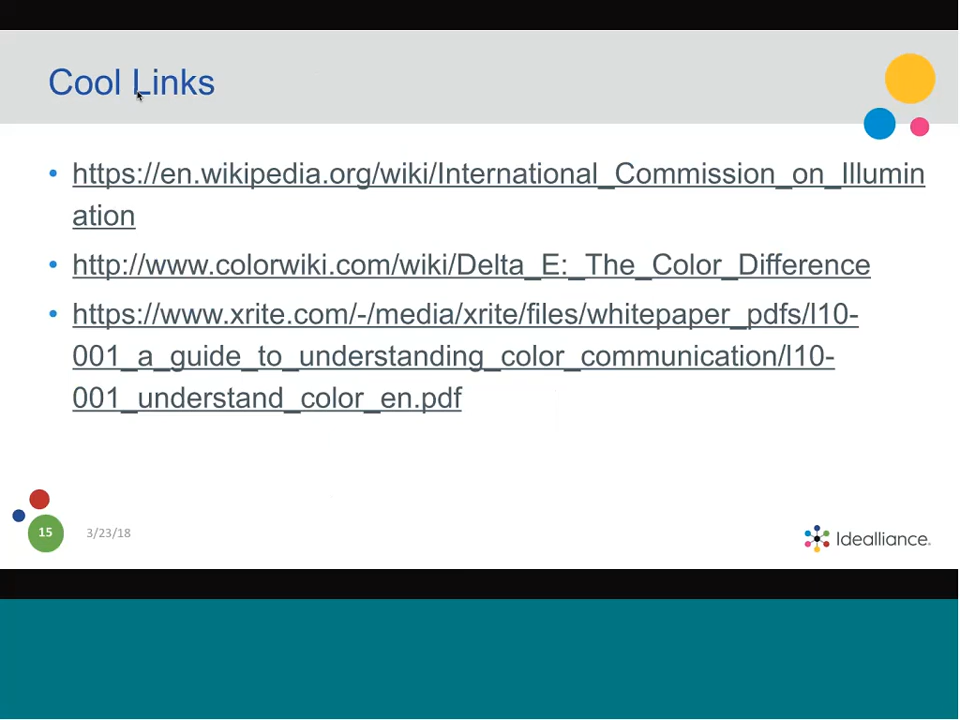 Cool Links
• https://en.wikipedia.org/wiki/International_Commission_on_Illumin
ation
• http://www.colorwiki.com/wiki/Delta_E:_The_Color_Difference
• https://www.xrite.com/-/media/xrite/files/whitepaper_pdfs/l10-
001_a_guide_to_understanding_color_communication/l10-
001_understand_color_en.pdf
15 3/23/18
Idealliance.